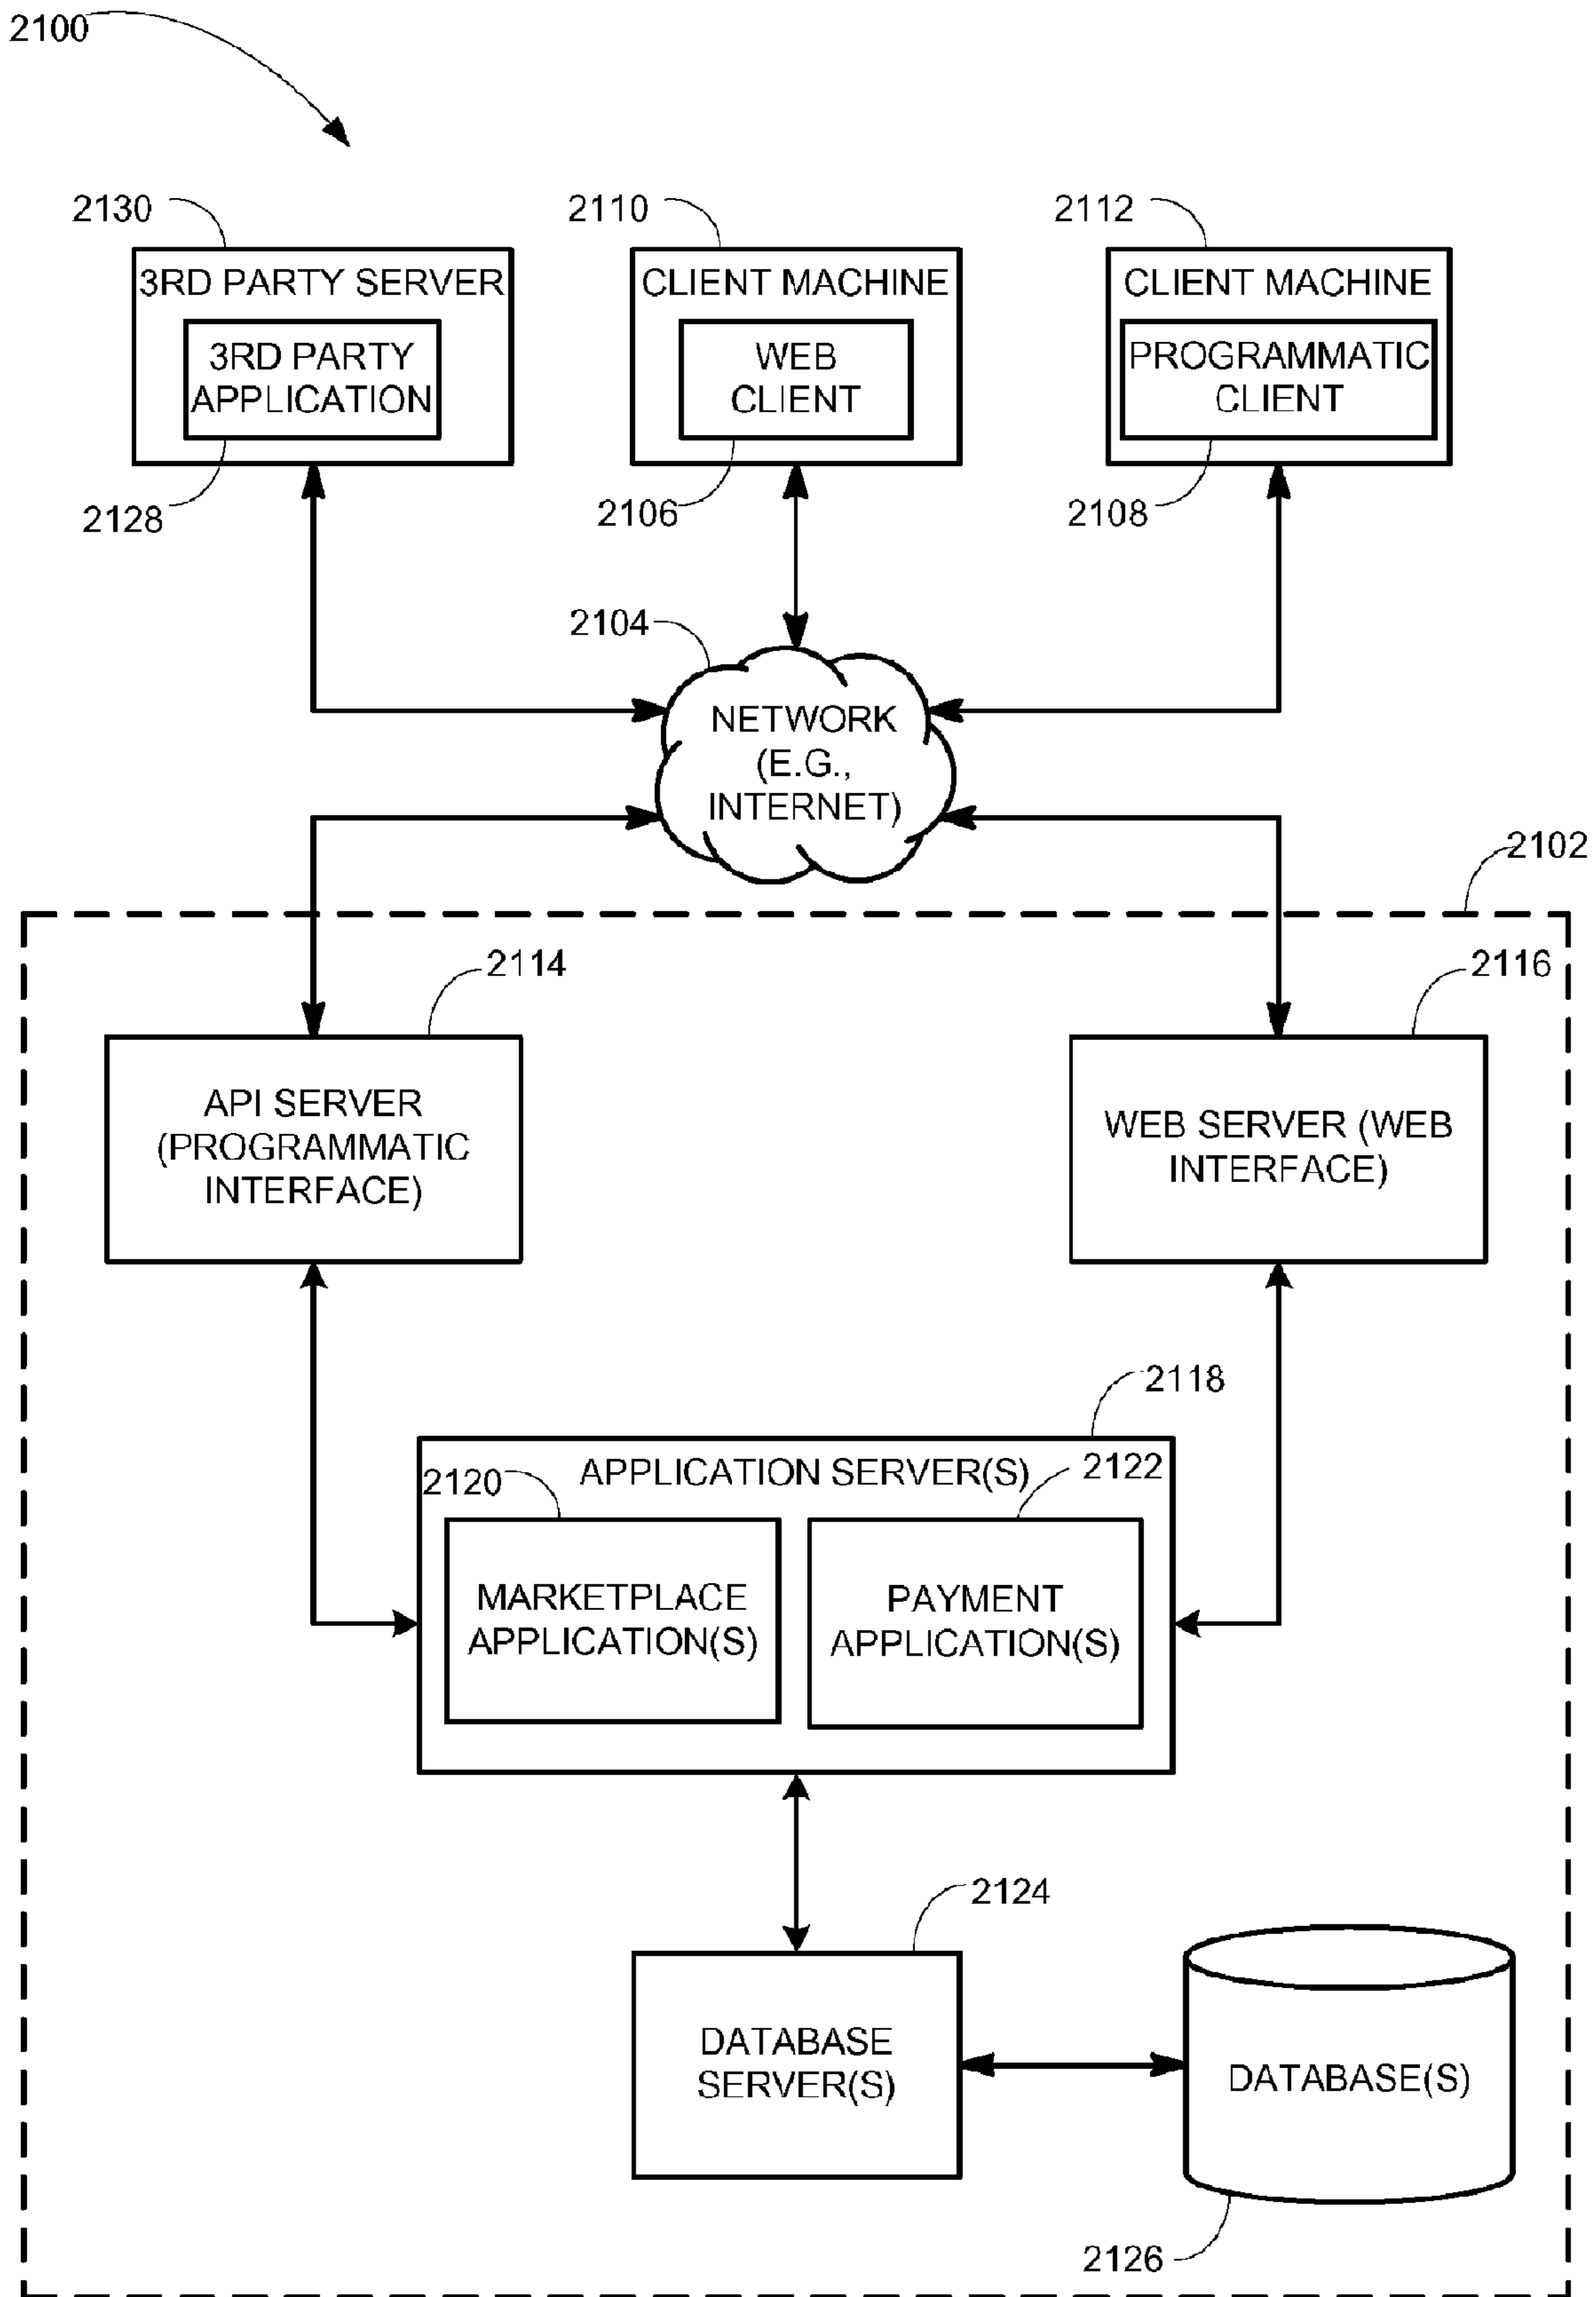 2100
2130
2110
2112
3RD PARTY SERVER
CLIENT MACHINE
CLIENT MACHINE
3RD PARTY
APPLICATION
WEB
CLIENT
PROGRAMMATIC
CLIENT
2128
2106
2108
2104
NETWORK
(E.G.,
INTERNET)
2102
2114
2116
API SERVER
(PROGRAMMATIC
INTERFACE)
WEB SERVER (WEB
INTERFACE)
2118
APPLICATION SERVER(S)
2120
2122
MARKETPLACE
APPLICATION(S)
PAYMENT
APPLICATION(S)
2124
DATABASE
SERVER(S)
DATABASE(S)
2126